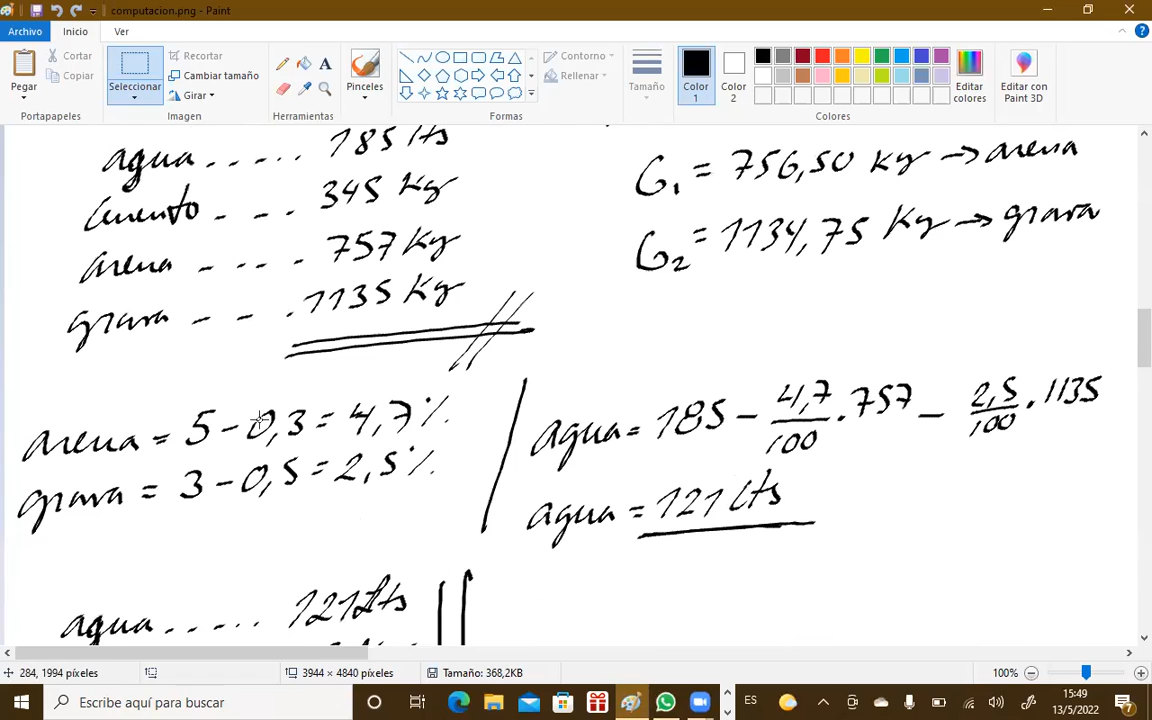 computacion.png - Paint
Archivo Inicio Ver
Pegar
Cortar
Copiar
Portapapeles
Seleccionar
Recortar
Cambiar tamaño
Girar
Imagen
A
Herramientas
Pinceles
Contorno
Rellenar
Formas
Tamaño
Color 1
Color 2
Editar colores
Editar con Paint 3D
Colores
agua ..... 185 lts
Cemento - - - 345 Kg
arena - - - - 757 Kg
grava - - - 1135 Kg
G1 = 756,50 Kg → arena
G2 = 1134,75 Kg → grava
arena = 5 - 0,3 = 4,7 %
grava = 3 - 0,5 = 2,5 %
agua = 185 - 4,7/100 . 757 - 2,5/100 . 1135
agua = 121 Lts
agua ...... 121 Lts
284, 1994 píxeles
3944 × 4840 píxeles
Tamaño: 368,2KB
100%
Escribe aquí para buscar
ES
15:49
13/5/2022
7